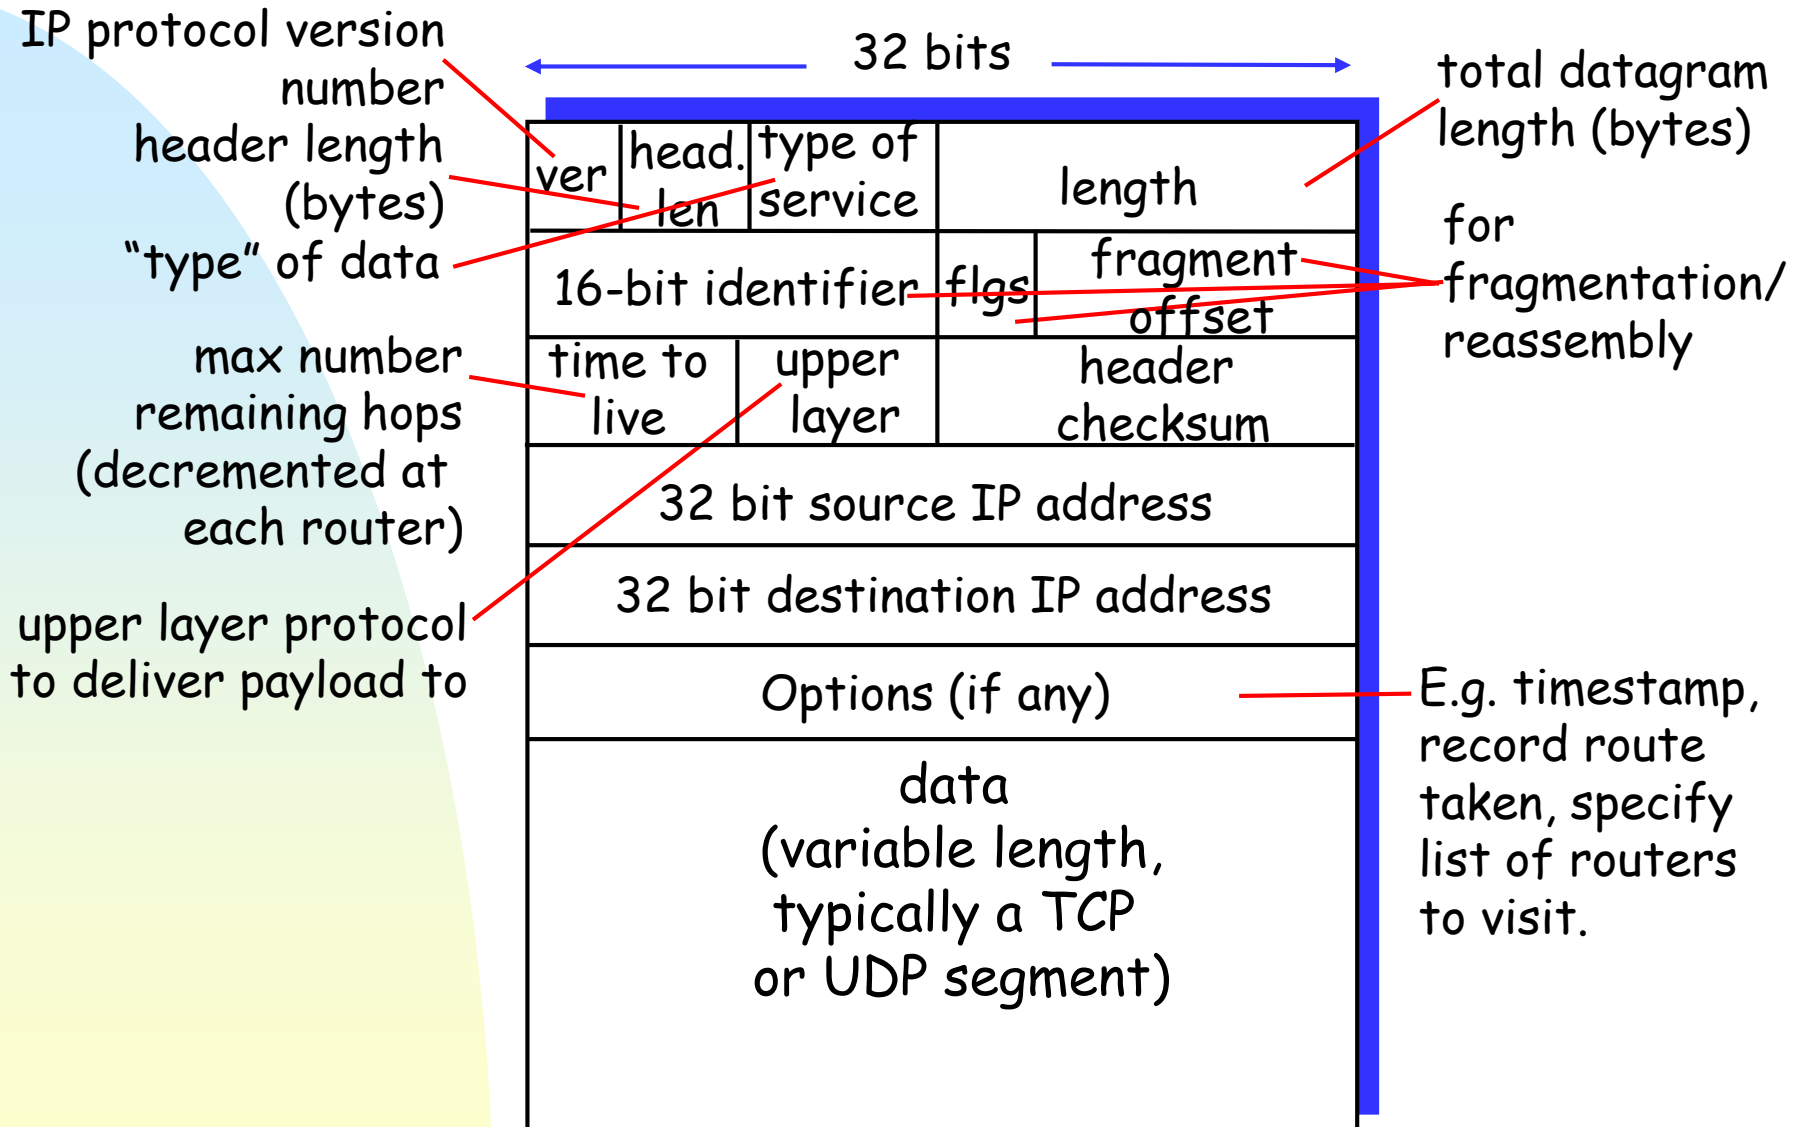 IP protocol version
number
header length
(bytes)
“type” of data
max number
remaining hops
(decremented at
each router)
upper layer protocol
to deliver payload to
32 bits
ver
head.
len
type of
service
length
16-bit identifier
flgs
fragment
offset
time to
live
upper
layer
header
checksum
32 bit source IP address
32 bit destination IP address
Options (if any)
data
(variable length,
typically a TCP
or UDP segment)
total datagram
length (bytes)
for
fragmentation/
reassembly
E.g. timestamp,
record route
taken, specify
list of routers
to visit.